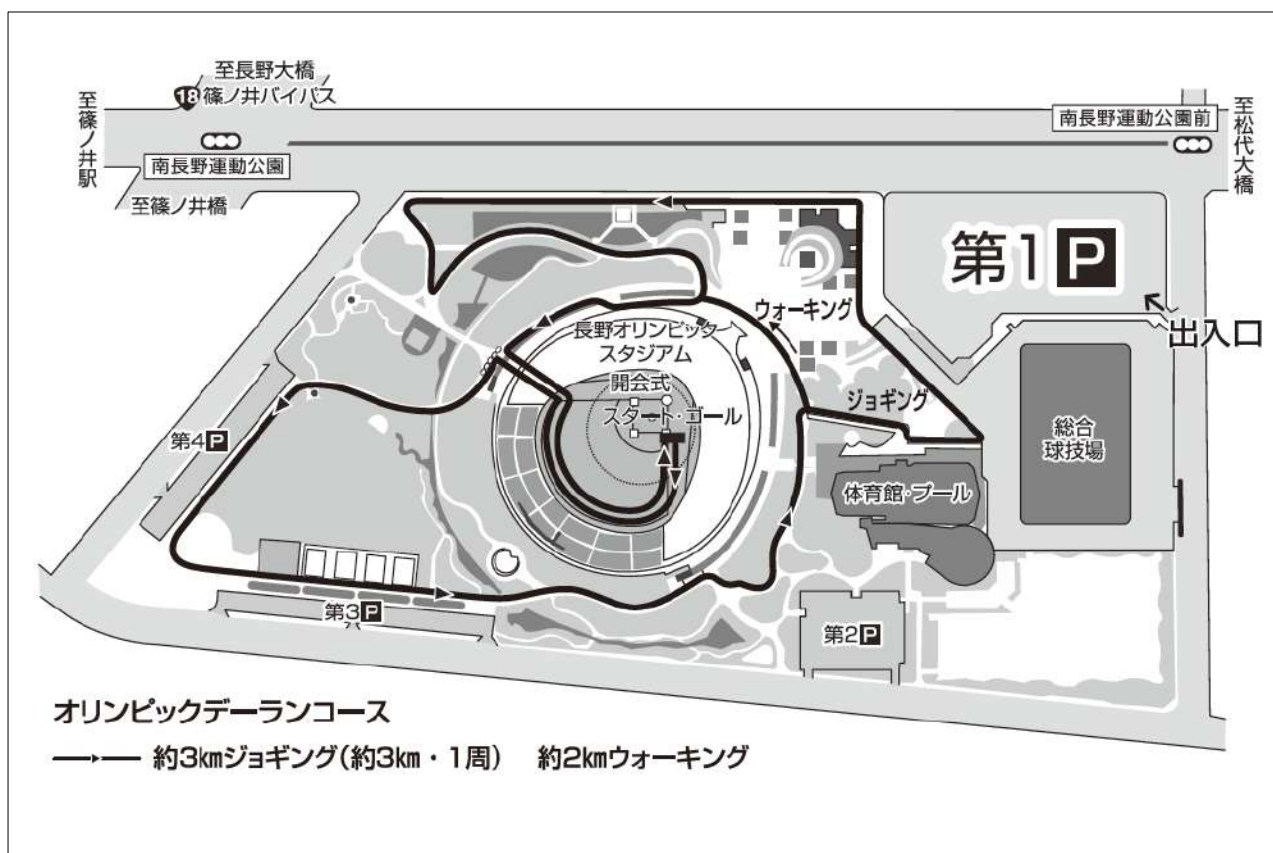 至長野大橋
18 篠ノ井バイパス
至篠ノ井駅
南長野運動公園
至篠ノ井橋
南長野運動公園前
至松代大橋
第1P
出入口
ウォーキング
長野オリンピック
スタジアム
開会式
スタート・ゴール
ジョギング
総合
球技場
第4P
体育館・プール
第3P
第2P
オリンピックデーランコース
約3kmジョギング(約3km・1周) 約2kmウォーキング